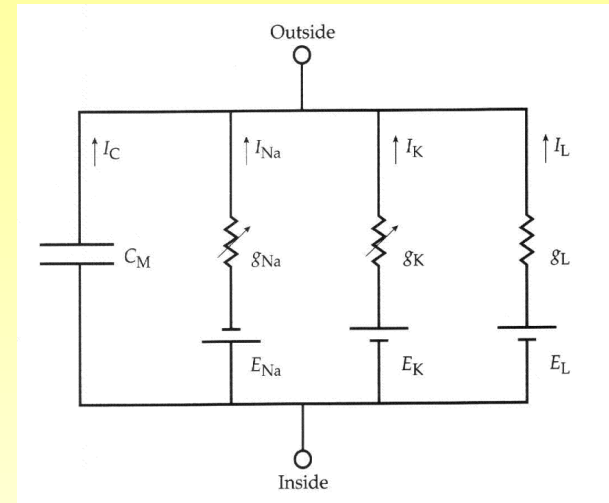 Outside
I_C I_Na I_K I_L
C_M g_Na g_K g_L
E_Na E_K E_L
Inside